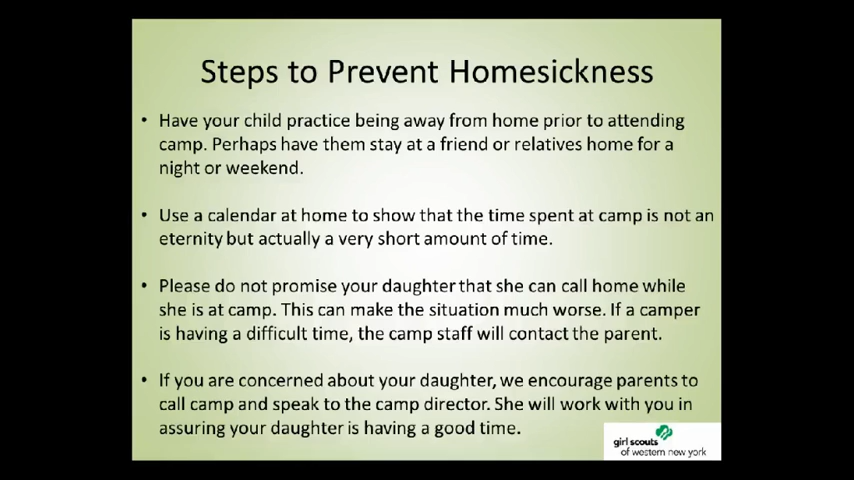 Steps to Prevent Homesickness
• Have your child practice being away from home prior to attending
camp. Perhaps have them stay at a friend or relatives home for a
night or weekend.
• Use a calendar at home to show that the time spent at camp is not an
eternity but actually a very short amount of time.
• Please do not promise your daughter that she can call home while
she is at camp. This can make the situation much worse. If a camper
is having a difficult time, the camp staff will contact the parent.
• If you are concerned about your daughter, we encourage parents to
call camp and speak to the camp director. She will work with you in
assuring your daughter is having a good time.
girl scouts
of western new york